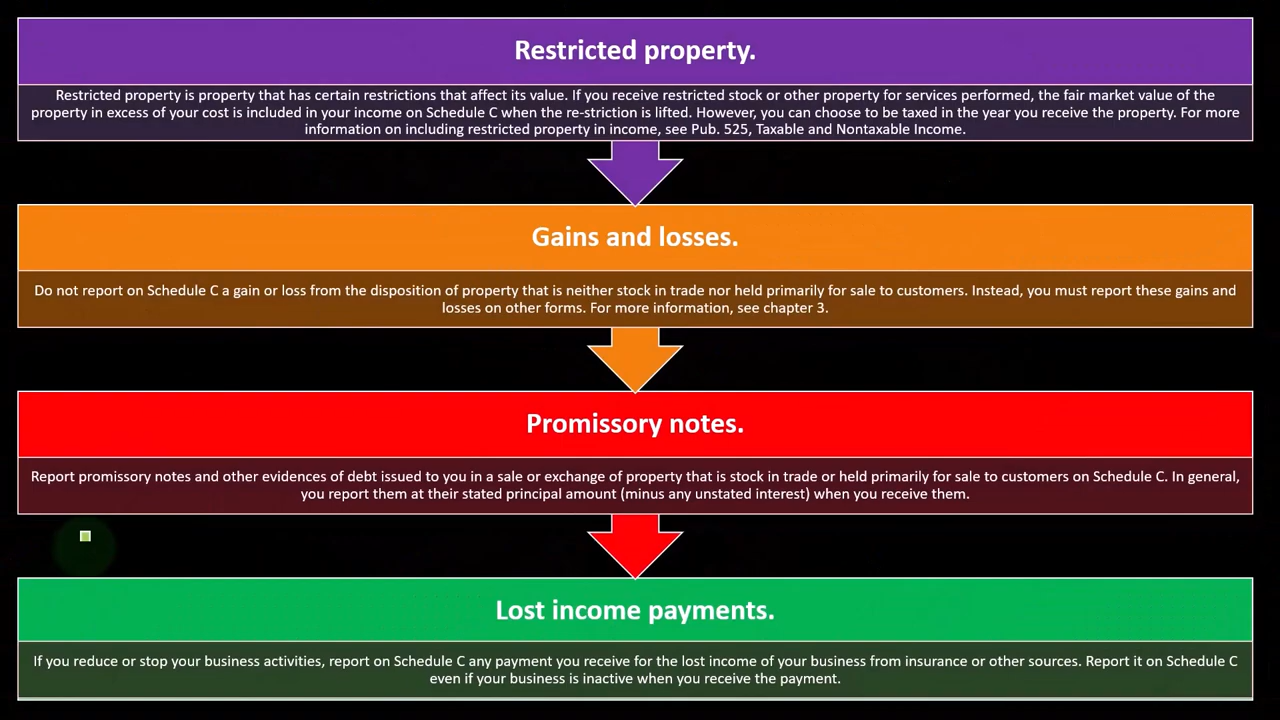 Restricted property.
Restricted property is property that has certain restrictions that affect its value. If you receive restricted stock or other property for services performed, the fair market value of the
property in excess of your cost is included in your income on Schedule C when the re-striction is lifted. However, you can choose to be taxed in the year you receive the property. For more
information on including restricted property in income, see Pub. 525, Taxable and Nontaxable Income.
Gains and losses.
Do not report on Schedule C a gain or loss from the disposition of property that is neither stock in trade nor held primarily for sale to customers. Instead, you must report these gains and
losses on other forms. For more information, see chapter 3.
Promissory notes.
Report promissory notes and other evidences of debt issued to you in a sale or exchange of property that is stock in trade or held primarily for sale to customers on Schedule C. In general,
you report them at their stated principal amount (minus any unstated interest) when you receive them.
Lost income payments.
If you reduce or stop your business activities, report on Schedule C any payment you receive for the lost income of your business from insurance or other sources. Report it on Schedule C
even if your business is inactive when you receive the payment.